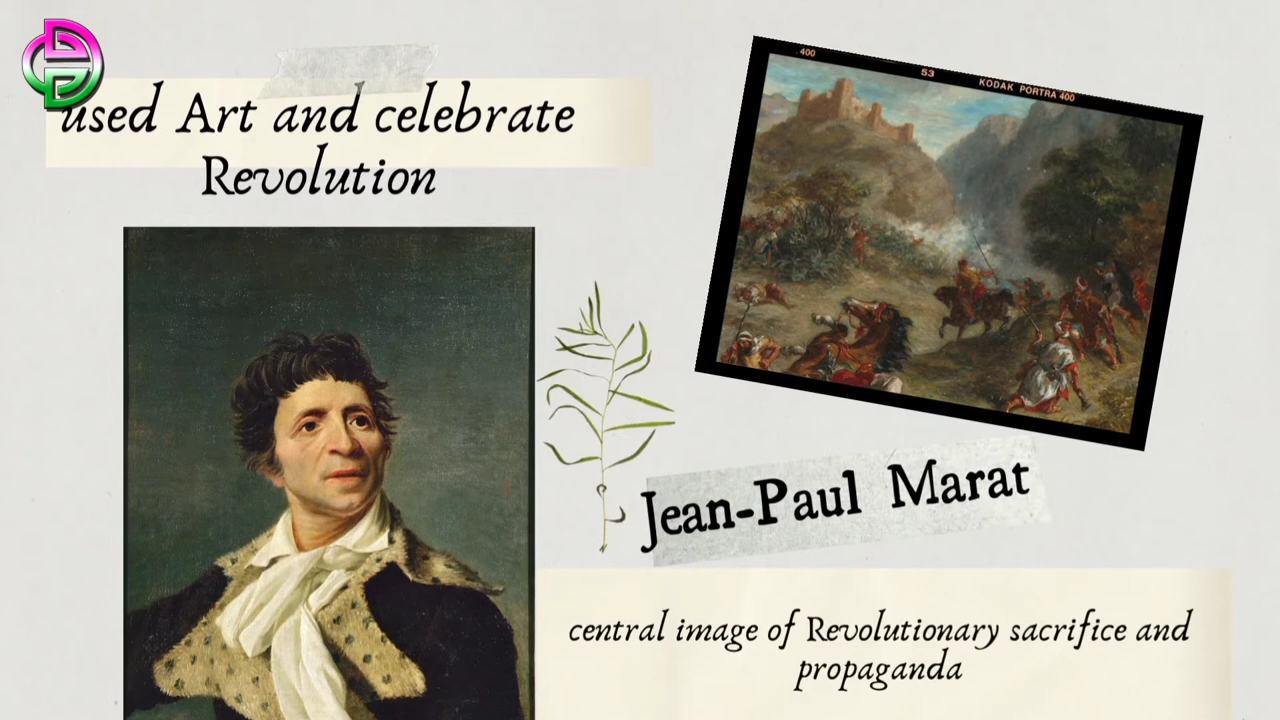 used Art and celebrate
Revolution
400
53
KODAK PORTRA 400
Jean-Paul Marat
central image of Revolutionary sacrifice and
propaganda